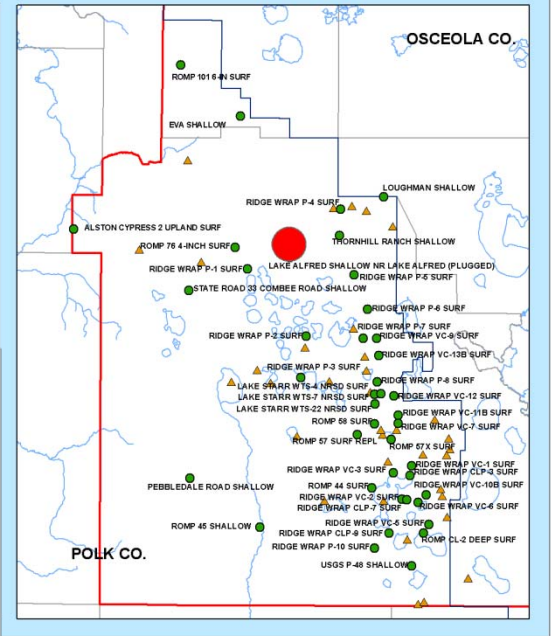 OSCEOLA CO.
ROMP 101 64N SURF
EVA SHALLOW
LOUGHMAN SHALLOW
RIDGE WRAP P-4 SURF
ALSTON CYPRESS 2 UPLAND SURF
THORNHILL RANCH SHALLOW
ROMP 76 4-INCH SURF
LAKE ALFRED SHALLOW NR LAKE ALFRED (PLUGGED)
RIDGE WRAP P-1 SURF
RIDGE WRAP P-5 SURF
STATE ROAD 33 COMBEE ROAD SHALLOW
RIDGE WRAP P-6 SURF
RIDGE WRAP P-7 SURF
RIDGE WRAP P-2 SURF
RIDGE WRAP VC-9 SURF
RIDGE WRAP VC-13B SURF
RIDGE WRAP P-3 SURF
RIDGE WRAP P-8 SURF
LAKE STARR WTS-4 NRSD SURF
LAKE STARR WTS-7 NRSD SURF
RIDGE WRAP VC-12 SURF
LAKE STARR WTS-22 NRSD SURF
RIDGE WRAP VC-11B SURF
ROMP 58 SURF
RIDGE WRAP VC-7 SURF
ROMP 57 SURF REPL
ROMP 57X SURF
RIDGE WRAP VC-1 SURF
RIDGE WRAP VC-3 SURF
RIDGE WRAP CLP-3 SURF
PEBBLEDALE ROAD SHALLOW
ROMP 44 SURF
RIDGE WRAP VC-10B SURF
RIDGE WRAP VC-2 SURF
RIDGE WRAP CLP-7 SURF
RIDGE WRAP VC-6 SURF
ROMP 45 SHALLOW
RIDGE WRAP VC-5 SURF
RIDGE WRAP CLP-9 SURF
ROMP CL-2 DEEP SURF
RIDGE WRAP P-10 SURF
POLK CO.
USGS P-48 SHALLOW